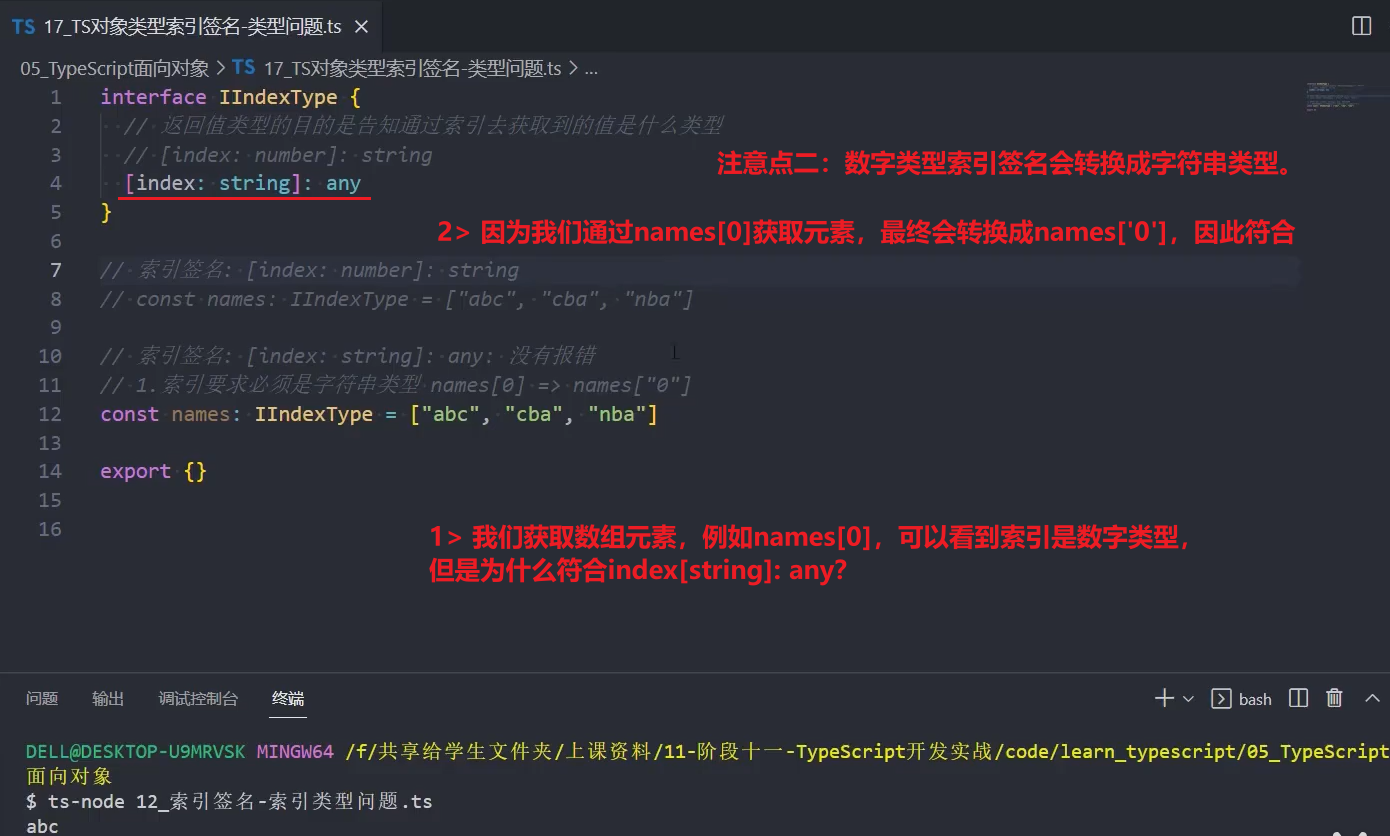 TS 17_TS对象类型索引签名-类型问题.ts
05_TypeScript面向对象 > TS 17_TS对象类型索引签名-类型问题.ts > ...
1 interface IIndexType {
2 // 返回值类型的目的是告知通过索引去获取到的值是什么类型
3 // [index: number]: string
注意点二：数字类型索引签名会转换成字符串类型。
4 [index: string]: any
5 }
2> 因为我们通过names[0]获取元素，最终会转换成names['0']，因此符合
6
7 // 索引签名: [index: number]: string
8 // const names: IIndexType = ["abc", "cba", "nba"]
9
10 // 索引签名: [index: string]: any: 没有报错
11 // 1.索引要求必须是字符串类型 names[0] => names["0"]
12 const names: IIndexType = ["abc", "cba", "nba"]
13
14 export {}
15
16
1> 我们获取数组元素，例如names[0]，可以看到索引是数字类型，
但是为什么符合index[string]: any?
问题 输出 调试控制台 终端 bash
DELL@DESKTOP-U9MRVSK MINGW64 /f/共享给学生文件夹/上课资料/11-阶段十一-TypeScript开发实战/code/learn_typescript/05_TypeScript
面向对象
$ ts-node 12_索引签名-索引类型问题.ts
abc